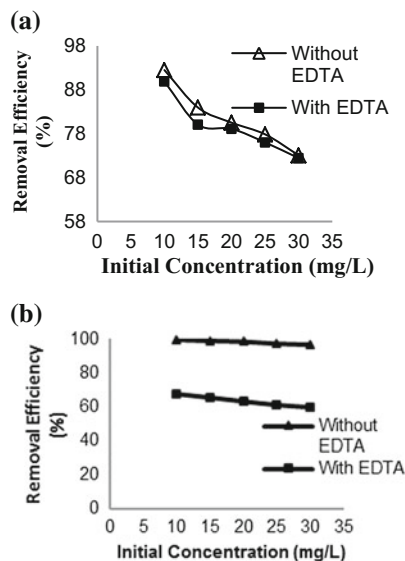 (a)
98
88
78
68
58
Removal Efficiency
(%)
Without
EDTA
With EDTA
0 5 10 15 20 25 30 35
Initial Concentration (mg/L)
(b)
100
80
60
40
20
0
Removal Efficiency
(%)
Without
EDTA
With EDTA
0 5 10 15 20 25 30 35
Initial Concentration (mg/L)